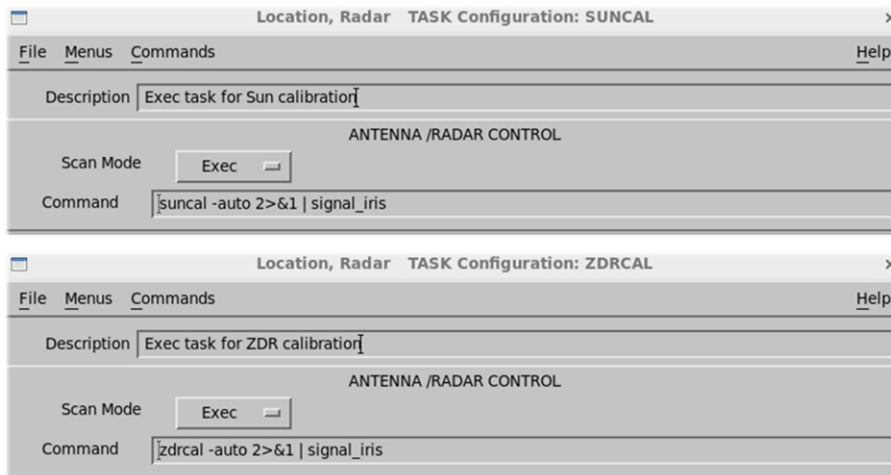 Location, Radar TASK Configuration: SUNCAL
File Menus Commands Help
Description Exec task for Sun calibration
ANTENNA /RADAR CONTROL
Scan Mode Exec
Command suncal -auto 2>&1 | signal_iris
Location, Radar TASK Configuration: ZDRCAL
File Menus Commands Help
Description Exec task for ZDR calibration
ANTENNA /RADAR CONTROL
Scan Mode Exec
Command zdrcal -auto 2>&1 | signal_iris